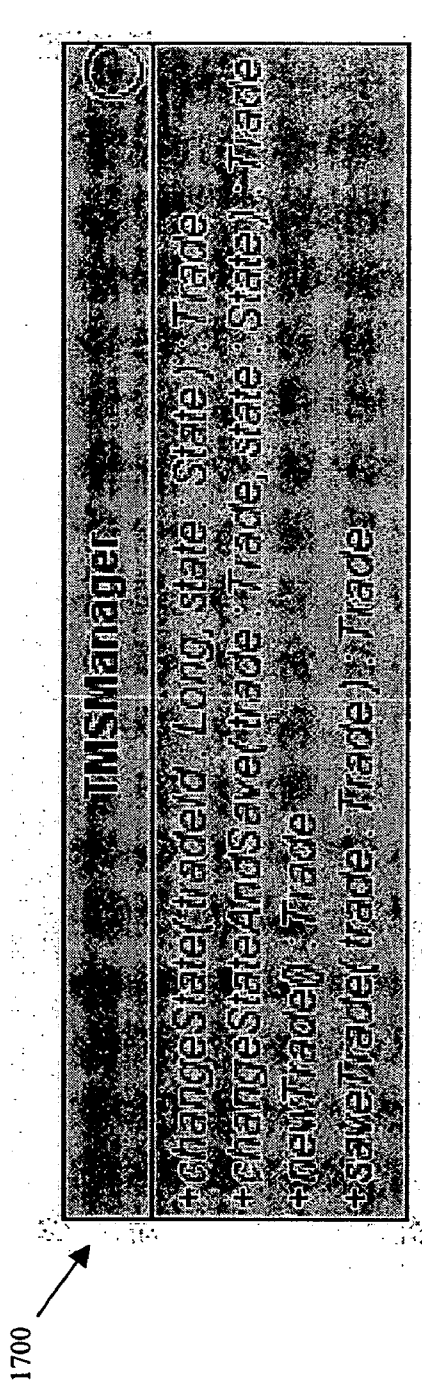 1700
TMSManager
+changeState( tradeId : Long, state : State ) : Trade
+changeStateAndSave( trade : Trade, state : State ) : Trade
+newTrade() : Trade
+saveTrade( trade : Trade ) : Trade